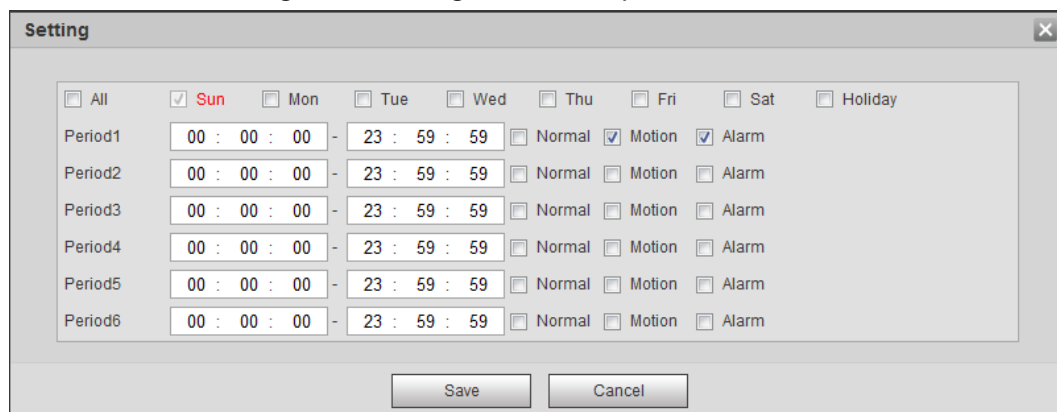 Setting
All Sun Mon Tue Wed Thu Fri Sat Holiday
Period1 00 : 00 : 00 - 23 : 59 : 59 Normal Motion Alarm
Period2 00 : 00 : 00 - 23 : 59 : 59 Normal Motion Alarm
Period3 00 : 00 : 00 - 23 : 59 : 59 Normal Motion Alarm
Period4 00 : 00 : 00 - 23 : 59 : 59 Normal Motion Alarm
Period5 00 : 00 : 00 - 23 : 59 : 59 Normal Motion Alarm
Period6 00 : 00 : 00 - 23 : 59 : 59 Normal Motion Alarm
Save Cancel